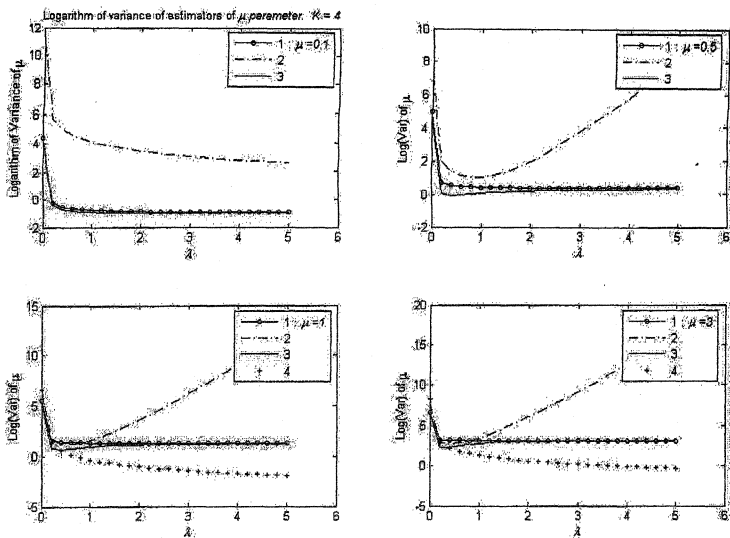 Logarithm of variance of estimators of μ parameter. K = 4
Logarithm of Variance of μ
12
10
8
6
4
2
0
-2
0 1 2 3 4 5 6
λ
1 μ=0,1
2
3
Log(Var) of μ
10
8
6
4
2
0
-2
0 1 2 3 4 5 6
λ
1 μ=0,5
2
3
Log(Var) of μ
15
10
5
0
-5
0 1 2 3 4 5 6
λ
1 μ=1
2
3
4
Log(Var) of μ
20
15
10
5
0
-5
0 1 2 3 4 5 6
λ
1 μ=3
2
3
4